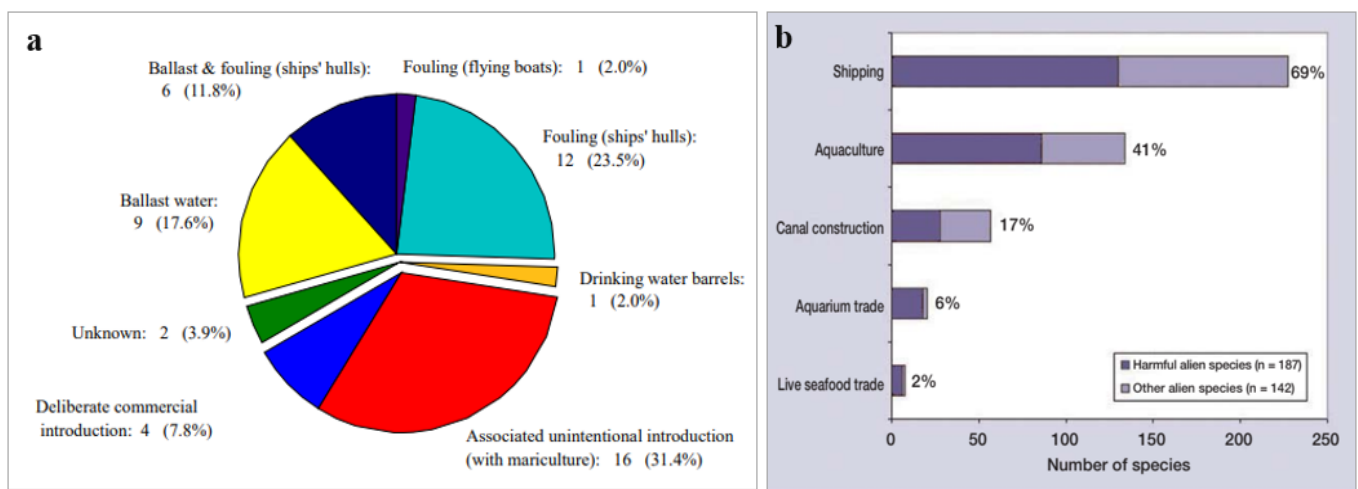 a
Ballast & fouling (ships' hulls):
6 (11.8%)
Fouling (flying boats): 1 (2.0%)
Fouling (ships' hulls):
12 (23.5%)
Ballast water:
9 (17.6%)
Drinking water barrels:
1 (2.0%)
Unknown: 2 (3.9%)
Deliberate commercial
introduction: 4 (7.8%)
Associated unintentional introduction
(with mariculture): 16 (31.4%)
b
Shipping
69%
Aquaculture
41%
Canal construction
17%
Aquarium trade
6%
Live seafood trade
2%
Harmful alien species (n = 187)
Other alien species (n = 142)
0 50 100 150 200 250
Number of species